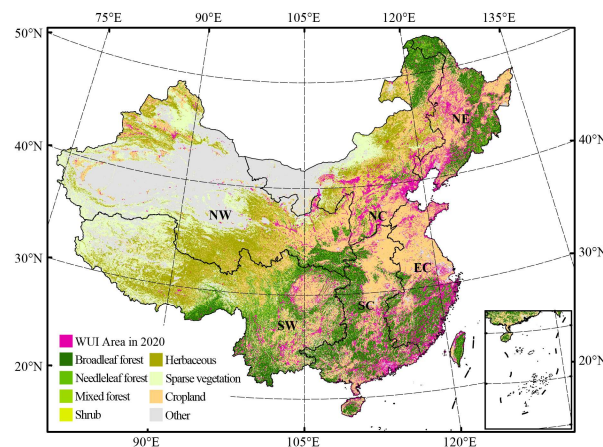 75°E 90°E 105°E 120°E 135°E
50°N
40°N 40°N
30°N 30°N
20°N 20°N
NE
NW
NC
EC
SC
SW
WUI Area in 2020
Broadleaf forest Herbaceous
Needleleaf forest Sparse vegetation
Mixed forest Cropland
Shrub Other
90°E 105°E 120°E